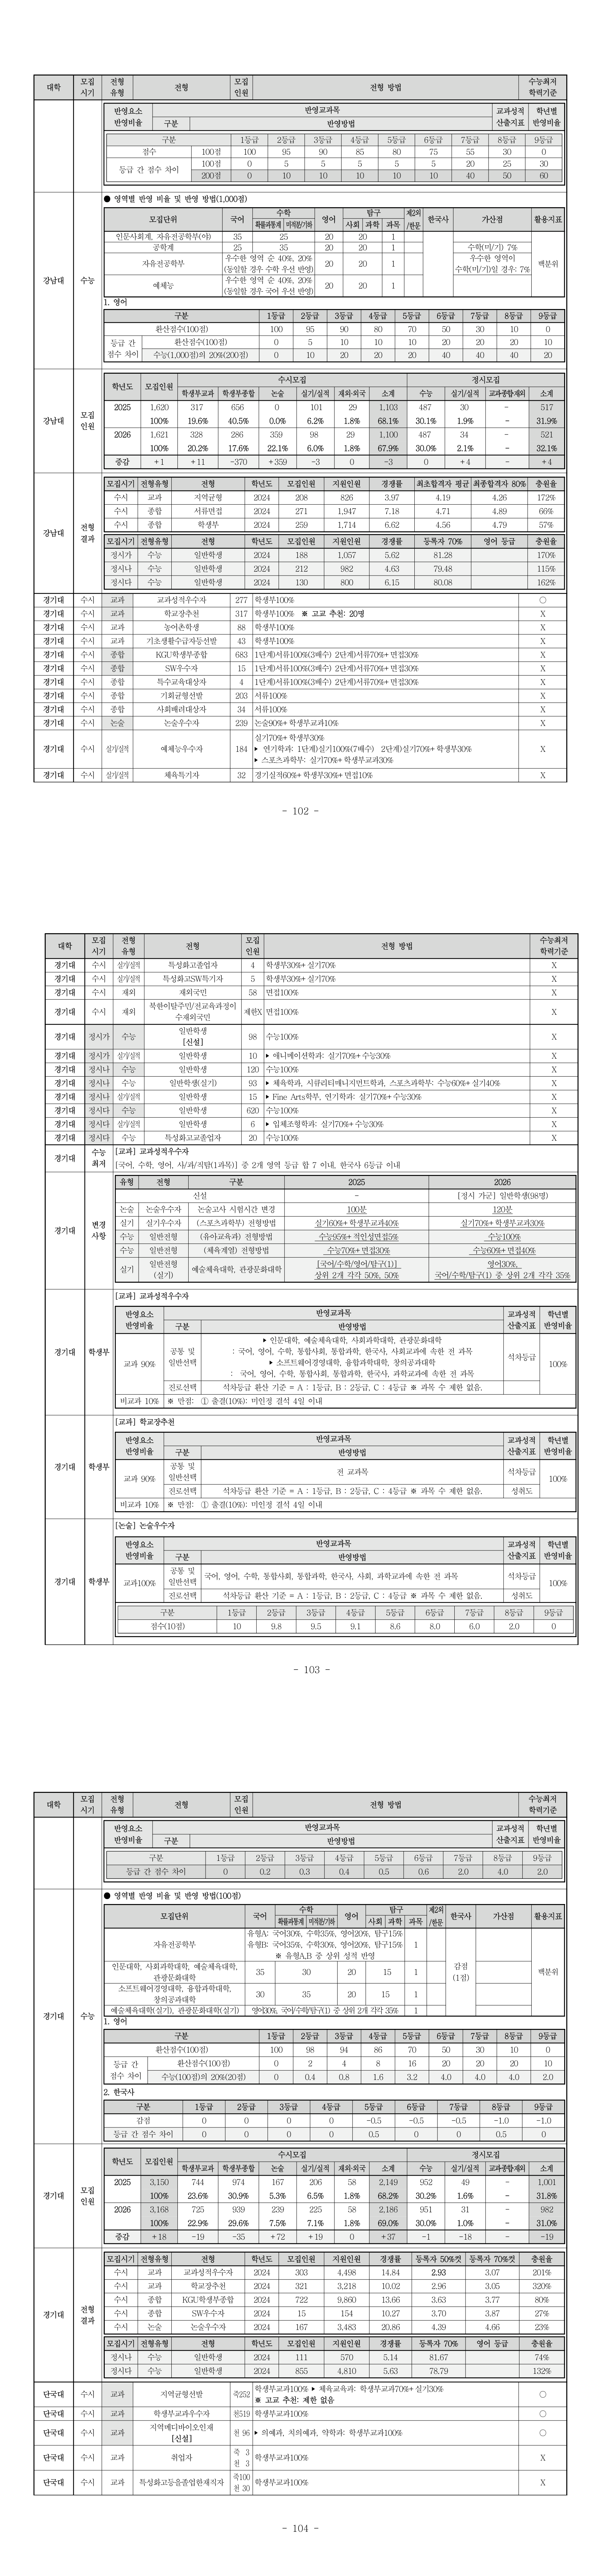 대학 모집시기 전형유형 전형 모집인원 전형 방법 수능최저학력기준
반영요소 반영비율 반영교과목 교과성적 산출지표 학년별 반영비율
구분 반영방법
구분 1등급 2등급 3등급 4등급 5등급 6등급 7등급 8등급 9등급
점수 100점 100 95 90 85 80 75 55 30 0
등급 간 점수 차이 100점 0 5 5 5 5 5 20 25 30
200점 0 10 10 10 10 10 40 50 60
강남대 수능
● 영역별 반영 비율 및 반영 방법(1,000점)
모집단위 국어 수학 영어 탐구 제2외/한문 한국사 가산점 활용지표
확률과통계 미적분/기하 사회 과학 과목
인문사회계, 자유전공학부(야) 35 25 20 20 1
공학계 25 35 20 20 1 수학(미/기) 7%
자유전공학부 우수한 영역 순 40%, 20% (동일할 경우 수학 우선 반영) 20 20 1 우수한 영역이 수학(미/기)일 경우: 7% 백분위
예체능 우수한 영역 순 40%, 20% (동일할 경우 국어 우선 반영) 20 20 1
1. 영어
구분 1등급 2등급 3등급 4등급 5등급 6등급 7등급 8등급 9등급
환산점수(100점) 100 95 90 80 70 50 30 10 0
등급 간 점수 차이 환산점수(100점) 0 5 10 10 10 20 20 20 10
수능(1,000점)의 20%(200점) 0 10 20 20 20 40 40 40 20
강남대 모집인원
학년도 모집인원 수시모집 정시모집
학생부교과 학생부종합 논술 실기/실적 재외·외국 소계 수능 실기/실적 교과종합재외 소계
2025 1,620 317 656 0 101 29 1,103 487 30 - 517
100% 19.6% 40.5% 0.0% 6.2% 1.8% 68.1% 30.1% 1.9% - 31.9%
2026 1,621 328 286 359 98 29 1,100 487 34 - 521
100% 20.2% 17.6% 22.1% 6.0% 1.8% 67.9% 30.0% 2.1% - 32.1%
증감 +1 +11 -370 +359 -3 0 -3 0 +4 - +4
강남대 전형결과
모집시기 전형유형 전형 학년도 모집인원 지원인원 경쟁률 최초합격자 평균 최종합격자 80% 충원율
수시 교과 지역균형 2024 208 826 3.97 4.19 4.26 172%
수시 종합 서류면접 2024 271 1,947 7.18 4.71 4.89 66%
수시 종합 학생부 2024 259 1,714 6.62 4.56 4.79 57%
모집시기 전형유형 전형 학년도 모집인원 지원인원 경쟁률 등록자 70% 영어 등급 충원율
정시가 수능 일반학생 2024 188 1,057 5.62 81.28 170%
정시나 수능 일반학생 2024 212 982 4.63 79.48 115%
정시다 수능 일반학생 2024 130 800 6.15 80.08 162%
경기대 수시 교과 교과성적우수자 277 학생부100% ○
경기대 수시 교과 학교장추천 317 학생부100% ※ 고교 추천: 20명 X
경기대 수시 교과 농어촌학생 88 학생부100% X
경기대 수시 교과 기초생활수급자등선발 43 학생부100% X
경기대 수시 종합 KGU학생부종합 683 1단계)서류100%(3배수) 2단계)서류70%+면접30% X
경기대 수시 종합 SW우수자 15 1단계)서류100%(3배수) 2단계)서류70%+면접30% X
경기대 수시 종합 특수교육대상자 4 1단계)서류100%(3배수) 2단계)서류70%+면접30% X
경기대 수시 종합 기회균형선발 203 서류100% X
경기대 수시 종합 사회배려대상자 34 서류100% X
경기대 수시 논술 논술우수자 239 논술90%+학생부교과10% X
경기대 수시 실기/실적 예체능우수자 184 실기70%+학생부30% X
▶ 연기학과: 1단계)실기100%(7배수) 2단계)실기70%+학생부30%
▶ 스포츠과학부: 실기70%+학생부교과30%
경기대 수시 실기/실적 체육특기자 32 경기실적60%+학생부30%+면접10% X
- 102 -
대학 모집시기 전형유형 전형 모집인원 전형 방법 수능최저학력기준
경기대 수시 실기/실적 특성화고졸업자 4 학생부30%+실기70% X
경기대 수시 실기/실적 특성화고SW특기자 5 학생부30%+실기70% X
경기대 수시 재외 재외국민 58 면접100% X
경기대 수시 재외 북한이탈주민/전교육과정이수재외국민 제한X 면접100% X
경기대 정시가 수능 일반학생 [신설] 98 수능100% X
경기대 정시가 실기/실적 일반학생 10 ▶ 애니메이션학과: 실기70%+수능30% X
경기대 정시나 수능 일반학생 120 수능100% X
경기대 정시나 수능 일반학생(실기) 93 ▶ 체육학과, 시큐리티매니지먼트학과, 스포츠과학부: 수능60%+실기40% X
경기대 정시나 실기/실적 일반학생 15 ▶ Fine Arts학부, 연기학과: 실기70%+수능30% X
경기대 정시다 수능 일반학생 620 수능100% X
경기대 정시다 실기/실적 일반학생 6 ▶ 입체조형학과: 실기70%+수능30% X
경기대 정시다 수능 특성화고교졸업자 20 수능100% X
경기대 수능최저
[교과] 교과성적우수자
[국어, 수학, 영어, 사/과/직탐(1과목)] 중 2개 영역 등급 합 7 이내, 한국사 6등급 이내
경기대 변경사항
유형 전형 구분 2025 2026
신설 - [정시 가군] 일반학생(98명)
논술 논술우수자 논술고사 시험시간 변경 100분 120분
실기 실기우수자 (스포츠과학부) 전형방법 실기60%+학생부교과40% 실기70%+학생부교과30%
수능 일반전형 (유아교육과) 전형방법 수능95%+적인성면접5% 수능100%
수능 일반전형 (체육계열) 전형방법 수능70%+면접30% 수능60%+면접40%
실기 일반전형 (실기) 예술체육대학, 관광문화대학 [국어/수학/영어/탐구(1)] 상위 2개 각각 50%, 50% 영어30%, 국어/수학/탐구(1) 중 상위 2개 각각 35%
경기대 학생부
[교과] 교과성적우수자
반영요소 반영비율 반영교과목 교과성적 산출지표 학년별 반영비율
구분 반영방법
교과 90% 공통 및 일반선택 ▶ 인문대학, 예술체육대학, 사회과학대학, 관광문화대학 석차등급 100%
: 국어, 영어, 수학, 통합사회, 통합과학, 한국사, 사회교과에 속한 전 과목
▶ 소프트웨어경영대학, 융합과학대학, 창의공과대학
: 국어, 영어, 수학, 통합사회, 통합과학, 한국사, 과학교과에 속한 전 과목
진로선택 석차등급 환산 기준 = A : 1등급, B : 2등급, C : 4등급 ※ 과목 수 제한 없음.
비교과 10% ※ 만점: ① 출결(10%): 미인정 결석 4일 이내
경기대 학생부
[교과] 학교장추천
반영요소 반영비율 반영교과목 교과성적 산출지표 학년별 반영비율
구분 반영방법
교과 90% 공통 및 일반선택 전 교과목 석차등급 100%
진로선택 석차등급 환산 기준 = A : 1등급, B : 2등급, C : 4등급 ※ 과목 수 제한 없음. 성취도
비교과 10% ※ 만점: ① 출결(10%): 미인정 결석 4일 이내
경기대 학생부
[논술] 논술우수자
반영요소 반영비율 반영교과목 교과성적 산출지표 학년별 반영비율
구분 반영방법
교과100% 공통 및 일반선택 국어, 영어, 수학, 통합사회, 통합과학, 한국사, 사회, 과학교과에 속한 전 과목 석차등급 100%
진로선택 석차등급 환산 기준 = A : 1등급, B : 2등급, C : 4등급 ※ 과목 수 제한 없음. 성취도
구분 1등급 2등급 3등급 4등급 5등급 6등급 7등급 8등급 9등급
점수(10점) 10 9.8 9.5 9.1 8.6 8.0 6.0 2.0 0
- 103 -
대학 모집시기 전형유형 전형 모집인원 전형 방법 수능최저학력기준
반영요소 반영비율 반영교과목 교과성적 산출지표 학년별 반영비율
구분 반영방법
구분 1등급 2등급 3등급 4등급 5등급 6등급 7등급 8등급 9등급
등급 간 점수 차이 0 0.2 0.3 0.4 0.5 0.6 2.0 4.0 2.0
경기대 수능
● 영역별 반영 비율 및 반영 방법(100점)
모집단위 국어 수학 영어 탐구 제2외/한문 한국사 가산점 활용지표
확률과통계 미적분/기하 사회 과학 과목
자유전공학부 유형A: 국어30%, 수학35%, 영어20%, 탐구15% 1
유형B: 국어35%, 수학30%, 영어20%, 탐구15%
※ 유형A,B 중 상위 성적 반영
인문대학, 사회과학대학, 예술체육대학, 관광문화대학 35 30 20 15 1 감점(1점) 백분위
소프트웨어경영대학, 융합과학대학, 창의공과대학 30 35 20 15 1
예술체육대학(실기), 관광문화대학(실기) 영어30%, 국어/수학/탐구(1) 중 상위 2개 각각 35% 1
1. 영어
구분 1등급 2등급 3등급 4등급 5등급 6등급 7등급 8등급 9등급
환산점수(100점) 100 98 94 86 70 50 30 10 0
등급 간 점수 차이 환산점수(100점) 0 2 4 8 16 20 20 20 10
수능(100점)의 20%(20점) 0 0.4 0.8 1.6 3.2 4.0 4.0 4.0 2.0
2. 한국사
구분 1등급 2등급 3등급 4등급 5등급 6등급 7등급 8등급 9등급
감점 0 0 0 0 -0.5 -0.5 -0.5 -1.0 -1.0
등급 간 점수 차이 0 0 0 0 0.5 0 0 0.5 0
경기대 모집인원
학년도 모집인원 수시모집 정시모집
학생부교과 학생부종합 논술 실기/실적 재외·외국 소계 수능 실기/실적 교과종합재외 소계
2025 3,150 744 974 167 206 58 2,149 952 49 - 1,001
100% 23.6% 30.9% 5.3% 6.5% 1.8% 68.2% 30.2% 1.6% - 31.8%
2026 3,168 725 939 239 225 58 2,186 951 31 - 982
100% 22.9% 29.6% 7.5% 7.1% 1.8% 69.0% 30.0% 1.0% - 31.0%
증감 +18 -19 -35 +72 +19 0 +37 -1 -18 - -19
경기대 전형결과
모집시기 전형유형 전형 학년도 모집인원 지원인원 경쟁률 등록자 50%컷 등록자 70%컷 충원율
수시 교과 교과성적우수자 2024 303 4,498 14.84 2.93 3.07 201%
수시 교과 학교장추천 2024 321 3,218 10.02 2.96 3.05 320%
수시 종합 KGU학생부종합 2024 722 9,860 13.66 3.63 3.77 80%
수시 종합 SW우수자 2024 15 154 10.27 3.70 3.87 27%
수시 논술 논술우수자 2024 167 3,483 20.86 4.39 4.66 23%
모집시기 전형유형 전형 학년도 모집인원 지원인원 경쟁률 등록자 70% 영어 등급 충원율
정시나 수능 일반학생 2024 111 570 5.14 81.67 74%
정시다 수능 일반학생 2024 855 4,810 5.63 78.79 132%
단국대 수시 교과 지역균형선발 죽252 학생부교과100% ▶ 체육교육과: 학생부교과70%+실기30% ○
※ 고교 추천: 제한 없음
단국대 수시 교과 학생부교과우수자 천519 학생부교과100% ○
단국대 수시 교과 지역메디바이오인재 [신설] 천 96 ▶ 의예과, 치의예과, 약학과: 학생부교과100% ○
단국대 수시 교과 취업자 죽 3 천 3 학생부교과100% X
단국대 수시 교과 특성화고등을졸업한재직자 죽100 천 30 학생부교과100% X
- 104 -